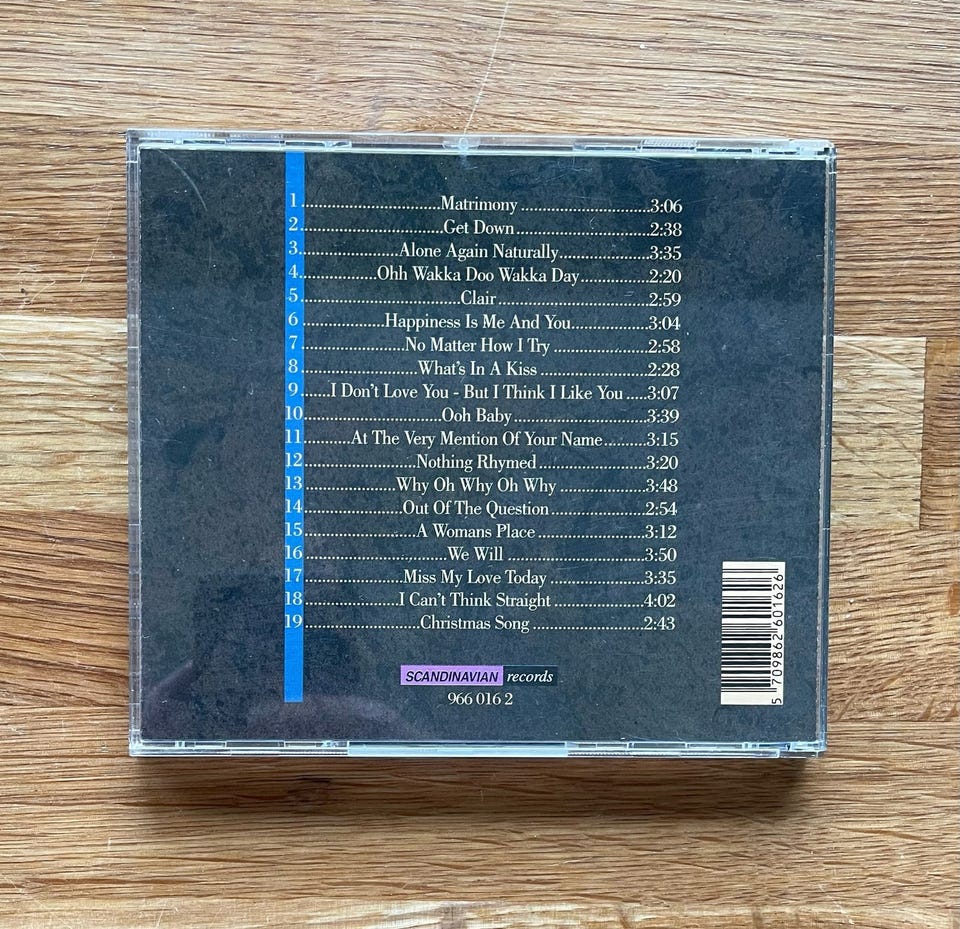 1 ..............................Matrimony ..............................3:06
2 ..............................Get Down..............................2:38
3......................Alone Again Naturally......................3:35
4..................Ohh Wakka Doo Wakka Day..................2:20
5 ..................................Clair..................................2:59
6 ..................Happiness Is Me And You..................3:04
7 ......................No Matter How I Try ......................2:58
8 ........................What's In A Kiss ........................2:28
9 ......I Don't Love You - But I Think I Like You .....3:07
10..............................Ooh Baby..............................3:39
11..........At The Very Mention Of Your Name..........3:15
12........................Nothing Rhymed........................3:20
13....................Why Oh Why Oh Why ....................3:48
14......................Out Of The Question......................2:54
15........................A Womans Place ........................3:12
16................................We Will................................3:50
17......................Miss My Love Today ......................3:35
18.....................I Can't Think Straight .....................4:02
19.........................Christmas Song .........................2:43
SCANDINAVIAN records
966 016 2
5 709862 601626